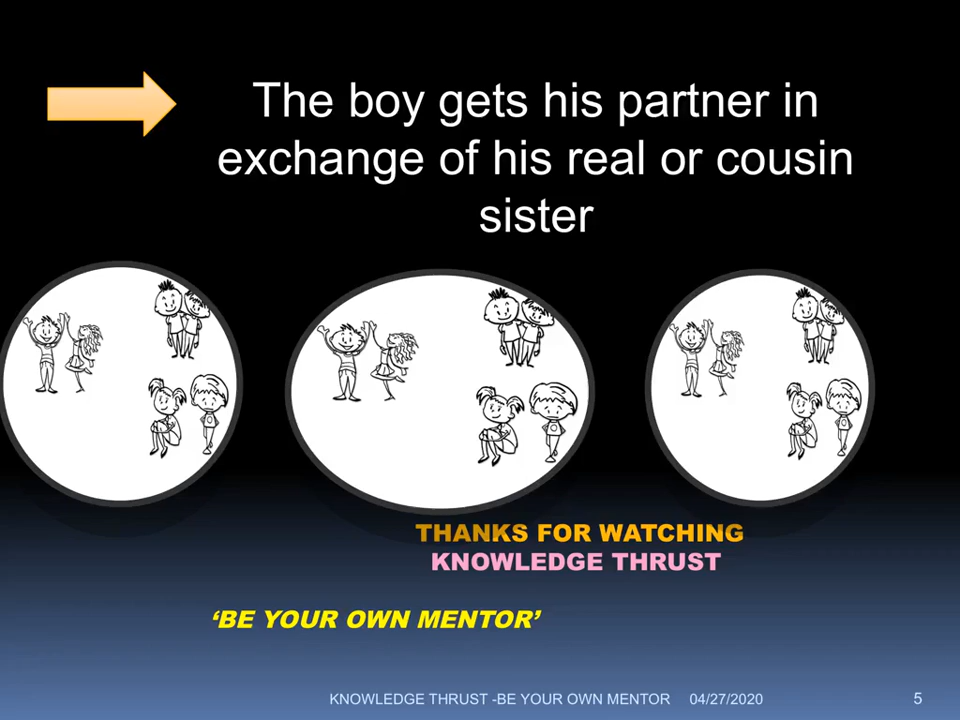 The boy gets his partner in
exchange of his real or cousin
sister
THANKS FOR WATCHING
KNOWLEDGE THRUST
‘BE YOUR OWN MENTOR’
KNOWLEDGE THRUST -BE YOUR OWN MENTOR 04/27/2020 5